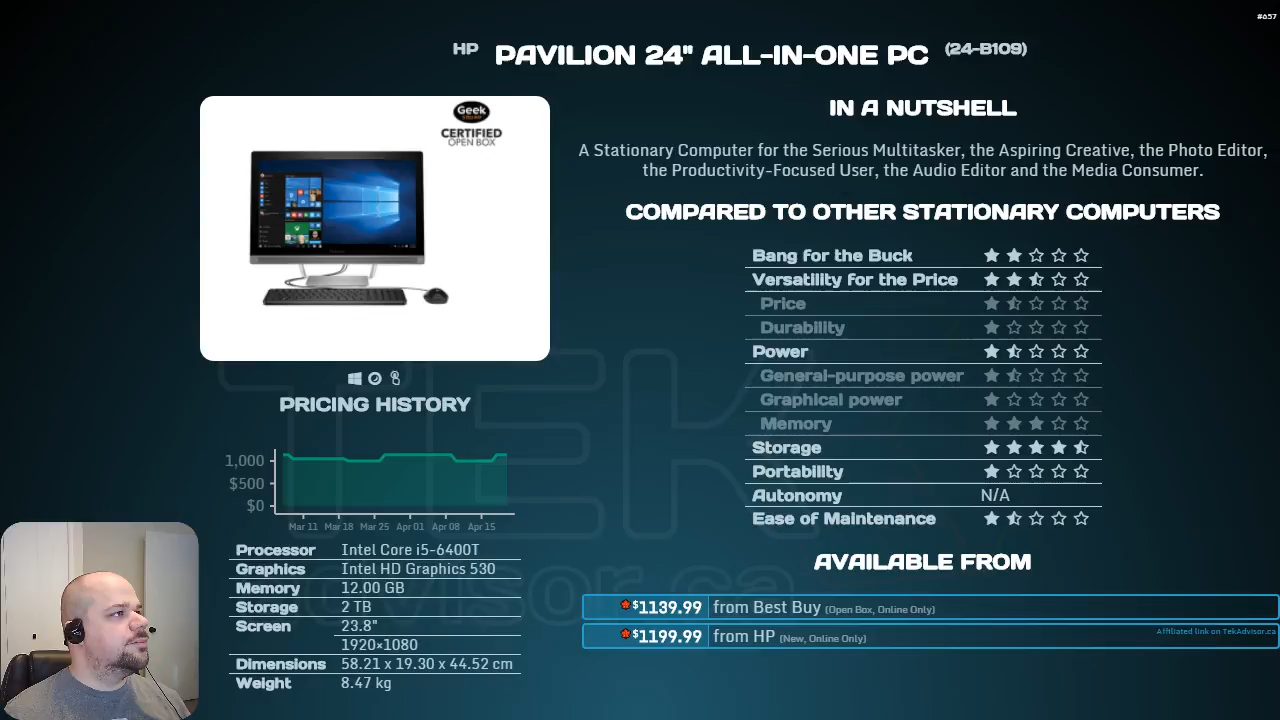 #657
HP PAVILION 24" ALL-IN-ONE PC (24-B109)
Geek
CERTIFIED
OPEN BOX
PRICING HISTORY
1,000
$500
$0
Mar 11 Mar 18 Mar 25 Apr 01 Apr 08 Apr 15
Processor Intel Core i5-6400T
Graphics Intel HD Graphics 530
Memory 12.00 GB
Storage 2 TB
Screen 23.8"
1920×1080
Dimensions 58.21 x 19.30 x 44.52 cm
Weight 8.47 kg
IN A NUTSHELL
A Stationary Computer for the Serious Multitasker, the Aspiring Creative, the Photo Editor,
the Productivity-Focused User, the Audio Editor and the Media Consumer.
COMPARED TO OTHER STATIONARY COMPUTERS
Bang for the Buck
Versatility for the Price
Price
Durability
Power
General-purpose power
Graphical power
Memory
Storage
Portability
Autonomy N/A
Ease of Maintenance
AVAILABLE FROM
$1139.99 from Best Buy (Open Box, Online Only)
$1199.99 from HP (New, Online Only)
Affiliated link on TekAdvisor.ca